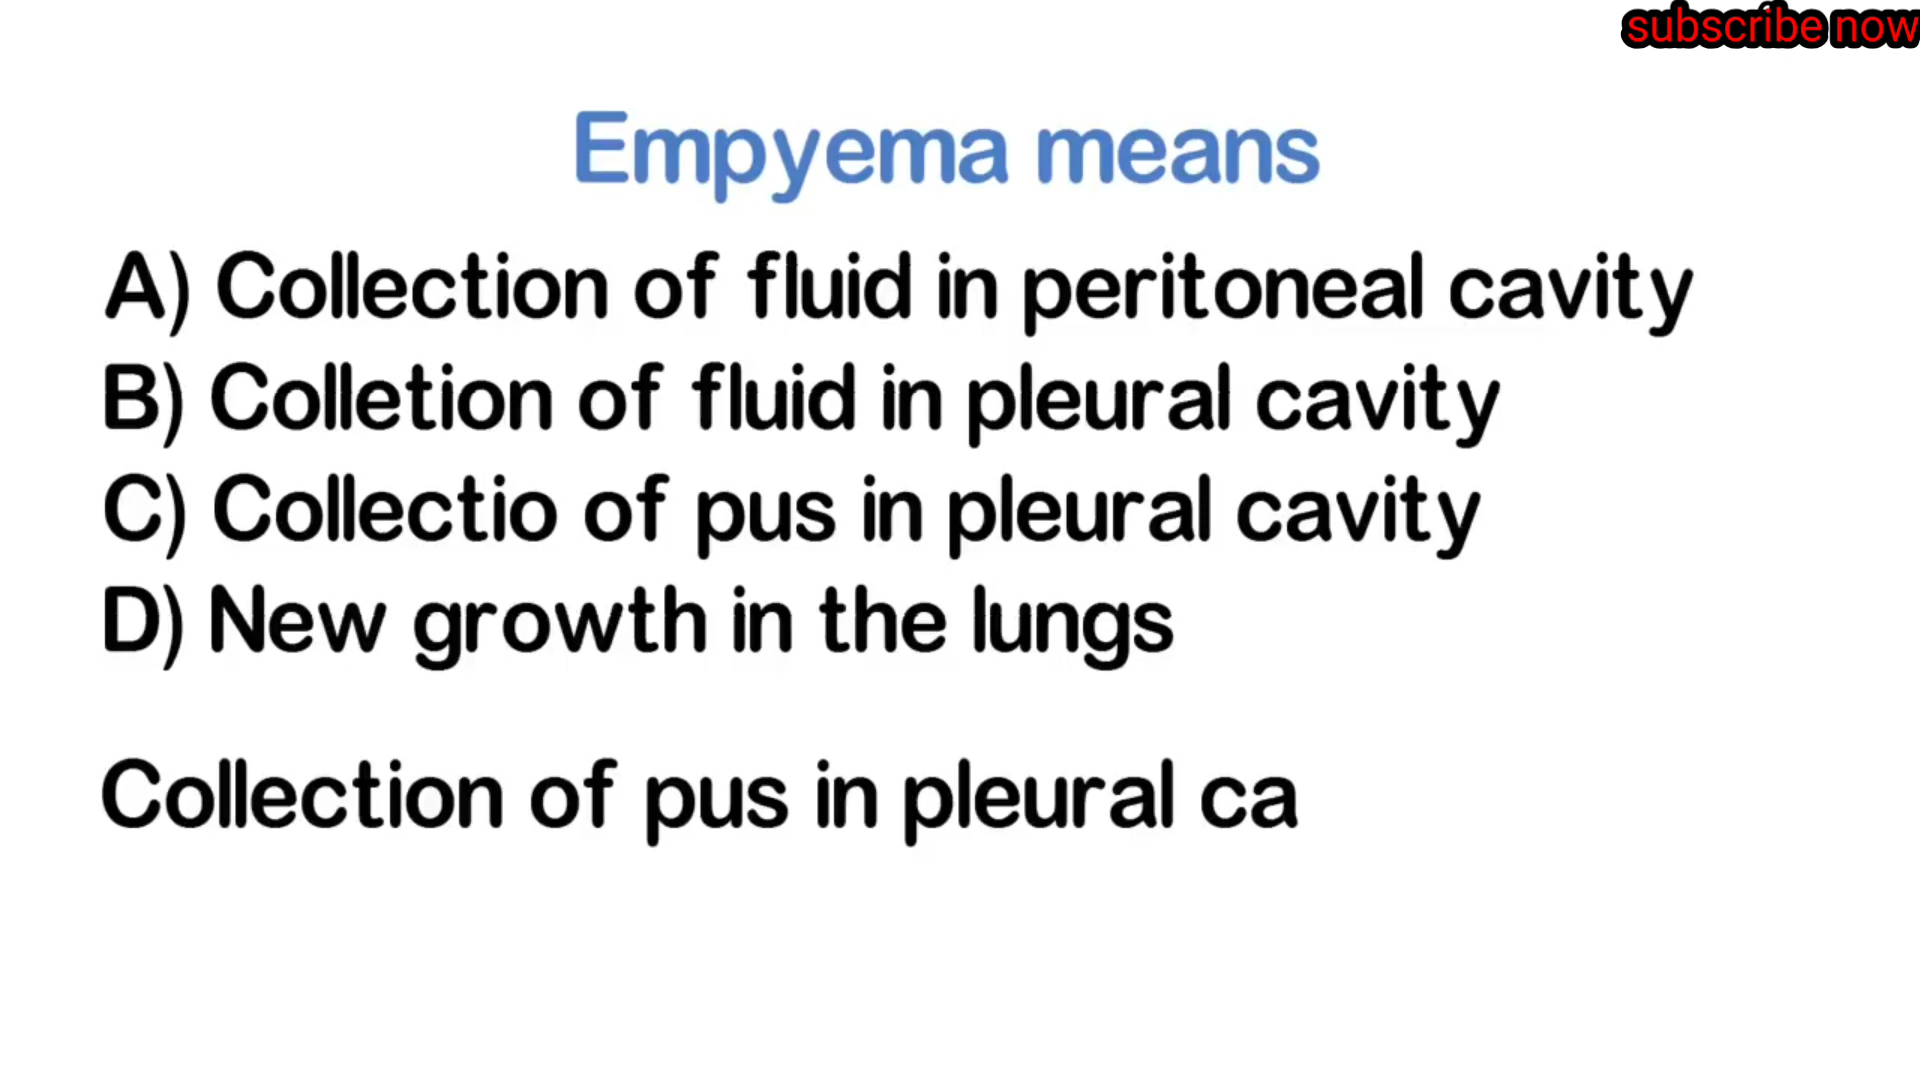 subscribe now
Empyema means
A) Collection of fluid in peritoneal cavity
B) Colletion of fluid in pleural cavity
C) Collectio of pus in pleural cavity
D) New growth in the lungs
Collection of pus in pleural ca